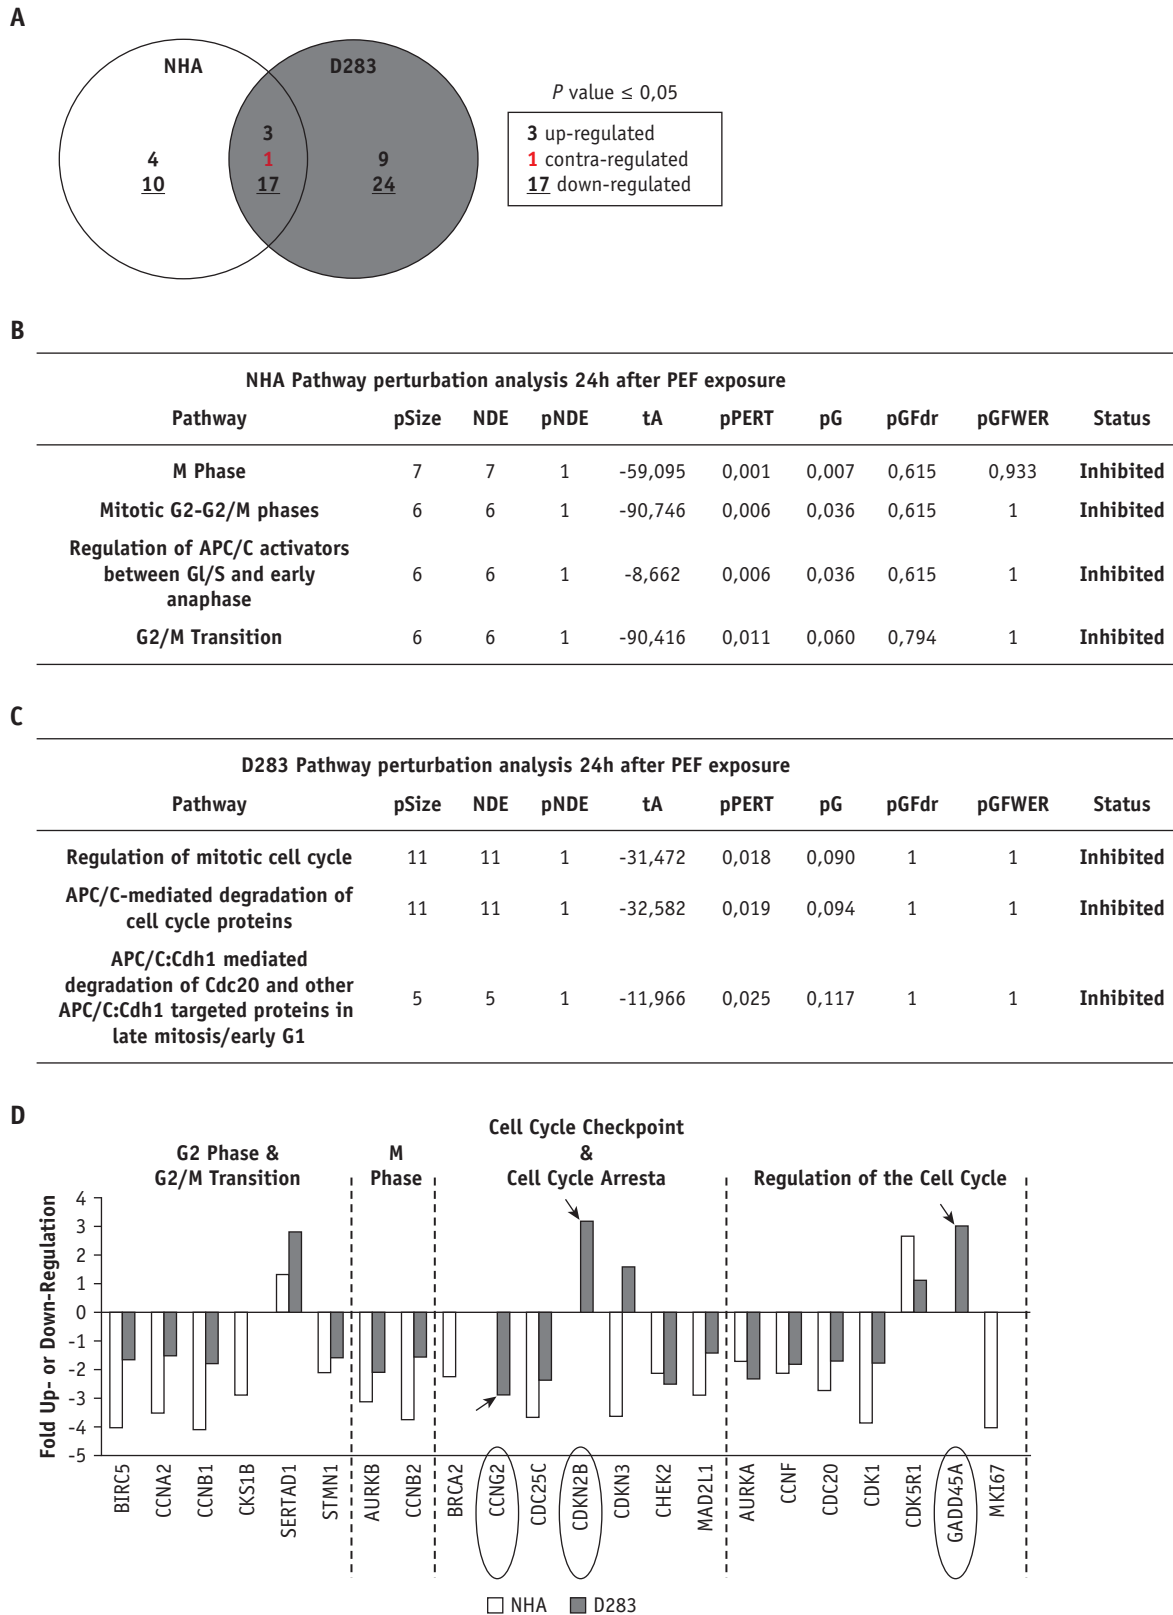 A
NHA
D283
3
4
1
9
10
17
24
P value ≤ 0,05
3 up-regulated
1 contra-regulated
17 down-regulated
B
NHA Pathway perturbation analysis 24h after PEF exposure
Pathway pSize NDE pNDE tA pPERT pG pGFdr pGFWER Status
M Phase 7 7 1 -59,095 0,001 0,007 0,615 0,933 Inhibited
Mitotic G2-G2/M phases 6 6 1 -90,746 0,006 0,036 0,615 1 Inhibited
Regulation of APC/C activators
between Gl/S and early
anaphase
6 6 1 -8,662 0,006 0,036 0,615 1 Inhibited
G2/M Transition 6 6 1 -90,416 0,011 0,060 0,794 1 Inhibited
C
D283 Pathway perturbation analysis 24h after PEF exposure
Pathway pSize NDE pNDE tA pPERT pG pGFdr pGFWER Status
Regulation of mitotic cell cycle 11 11 1 -31,472 0,018 0,090 1 1 Inhibited
APC/C-mediated degradation of
cell cycle proteins
11 11 1 -32,582 0,019 0,094 1 1 Inhibited
APC/C:Cdh1 mediated
degradation of Cdc20 and other
APC/C:Cdh1 targeted proteins in
late mitosis/early G1
5 5 1 -11,966 0,025 0,117 1 1 Inhibited
D
G2 Phase &
G2/M Transition
M
Phase
Cell Cycle Checkpoint
&
Cell Cycle Arresta
Regulation of the Cell Cycle
Fold Up- or Down-Regulation
4
3
2
1
0
-1
-2
-3
-4
-5
BIRC5
CCNA2
CCNB1
CKS1B
SERTAD1
STMN1
AURKB
CCNB2
BRCA2
CCNG2
CDC25C
CDKN2B
CDKN3
CHEK2
MAD2L1
AURKA
CCNF
CDC20
CDK1
CDK5R1
GADD45A
MKI67
NHA D283